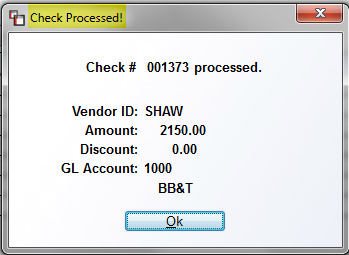 Check Processed!
Check # 001373 processed.
Vendor ID: SHAW
Amount: 2150.00
Discount: 0.00
GL Account: 1000
BB&T
Ok